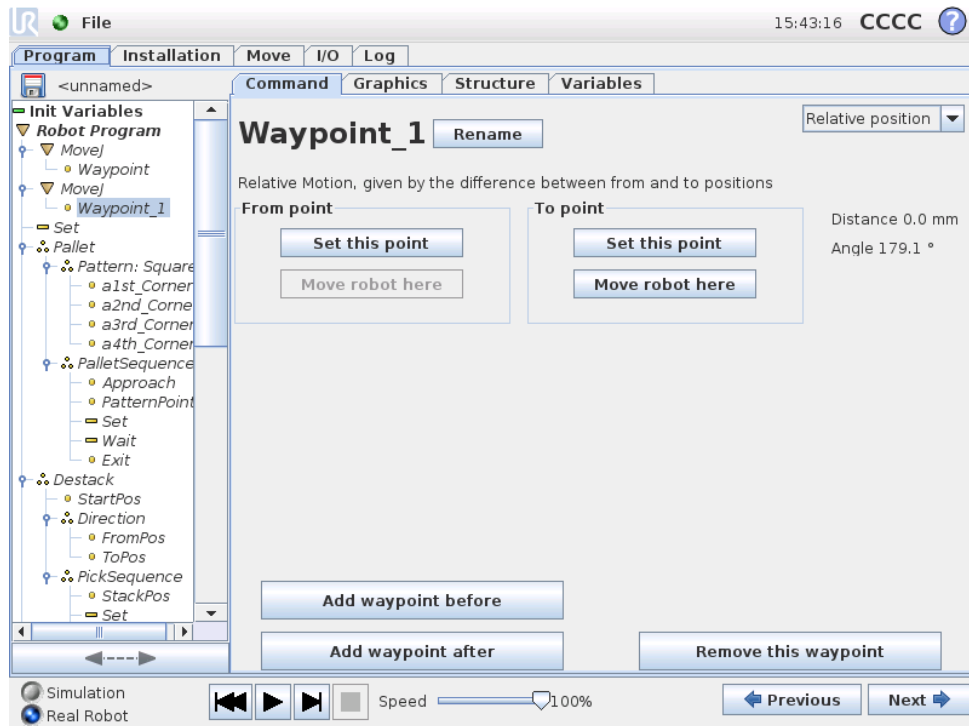 UR File 15:43:16 CCCC ?
Program Installation Move I/O Log
<unnamed>
Command Graphics Structure Variables
Init Variables
Robot Program
MoveJ
Waypoint
MoveJ
Waypoint_1
Set
Pallet
Pattern: Square
a1st_Corner
a2nd_Corne
a3rd_Corner
a4th_Corner
PalletSequence
Approach
PatternPoint
Set
Wait
Exit
Destack
StartPos
Direction
FromPos
ToPos
PickSequence
StackPos
Set
Waypoint_1 Rename Relative position
Relative Motion, given by the difference between from and to positions
From point To point
Set this point Set this point Distance 0.0 mm
Angle 179.1 °
Move robot here Move robot here
Add waypoint before
Add waypoint after Remove this waypoint
Simulation
Real Robot
Speed 100% Previous Next